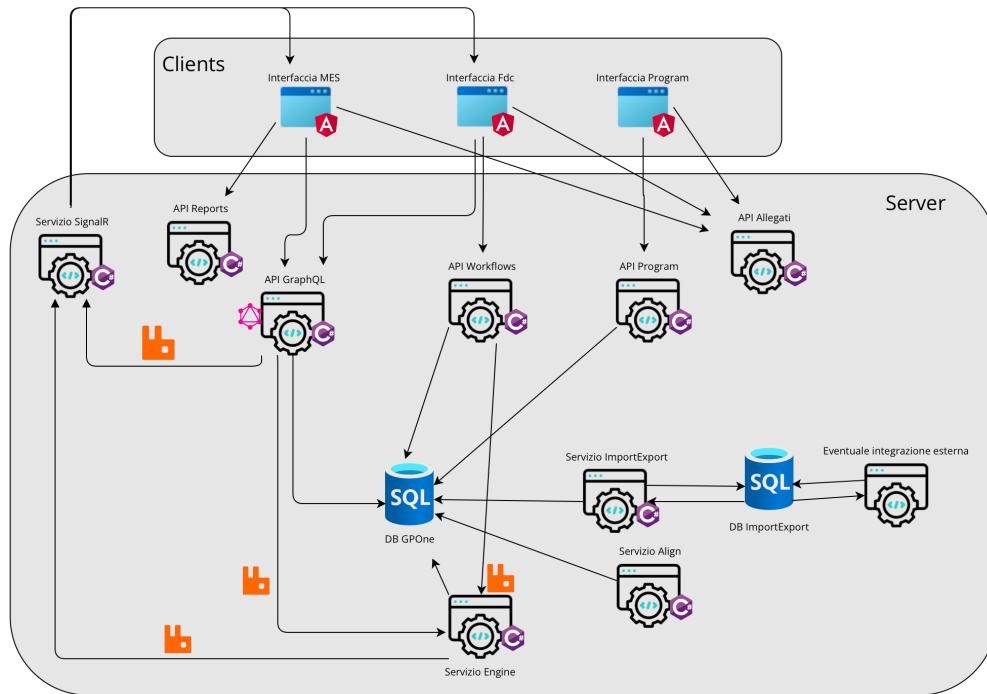 Clients
Interfaccia MES
Interfaccia Fdc
Interfaccia Program
A
A
A
Server
Servizio SignalR
API Reports
API Allegati
API GraphQL
API Workflows
API Program
</>
C#
</>
C#
</>
C#
</>
C#
</>
C#
</>
C#
Servizio ImportExport
Eventuale integrazione esterna
SQL
DB GPOne
</>
C#
SQL
DB ImportExport
</>
Servizio Align
</>
C#
</>
C#
Servizio Engine